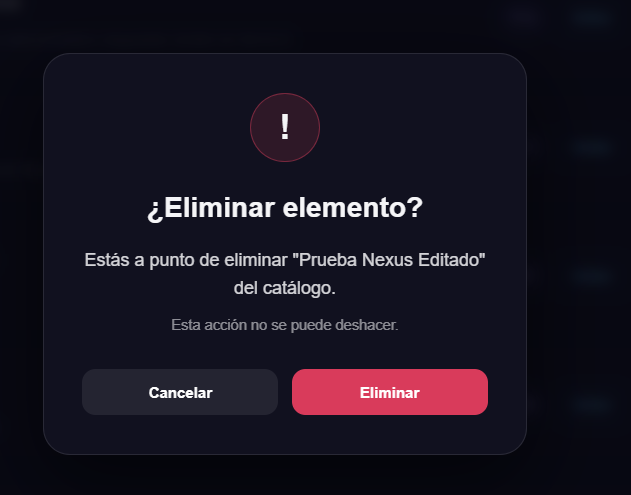 !
¿Eliminar elemento?
Estás a punto de eliminar "Prueba Nexus Editado"
del catálogo.
Esta acción no se puede deshacer.
Cancelar
Eliminar